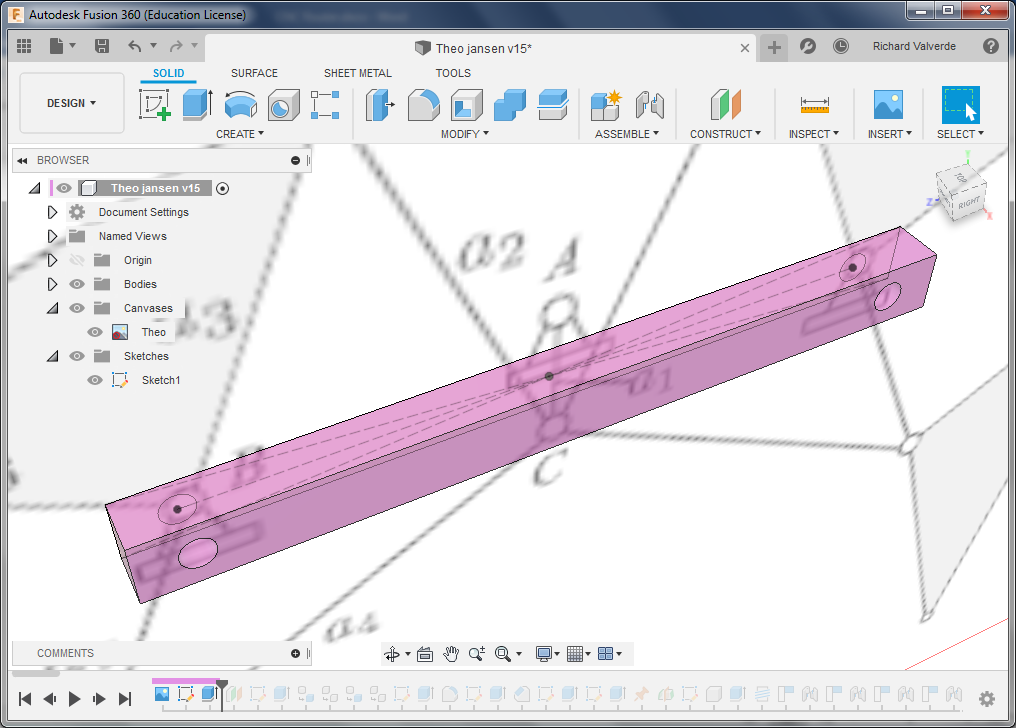 Autodesk Fusion 360 (Education License)
Theo jansen v15*
Richard Valverde
SOLID SURFACE SHEET METAL TOOLS
DESIGN
CREATE MODIFY ASSEMBLE CONSTRUCT INSPECT INSERT SELECT
BROWSER
Theo jansen v15
Document Settings
Named Views
Origin
Bodies
Canvases
Theo
Sketches
Sketch1
TOP
RIGHT
Y
Z
X
a2
A
a1
B
C
a4
COMMENTS